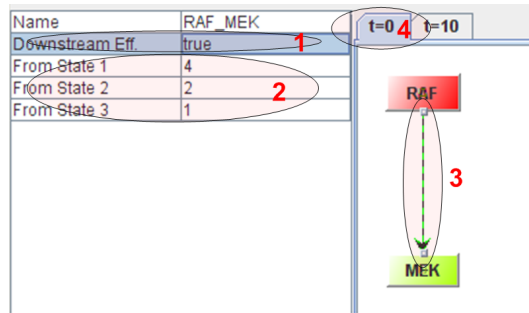 Name RAF_MEK
Downstream Eff. true 1
From State 1 4
From State 2 2 2
From State 3 1
t=0 4 t=10
RAF
3
MEK